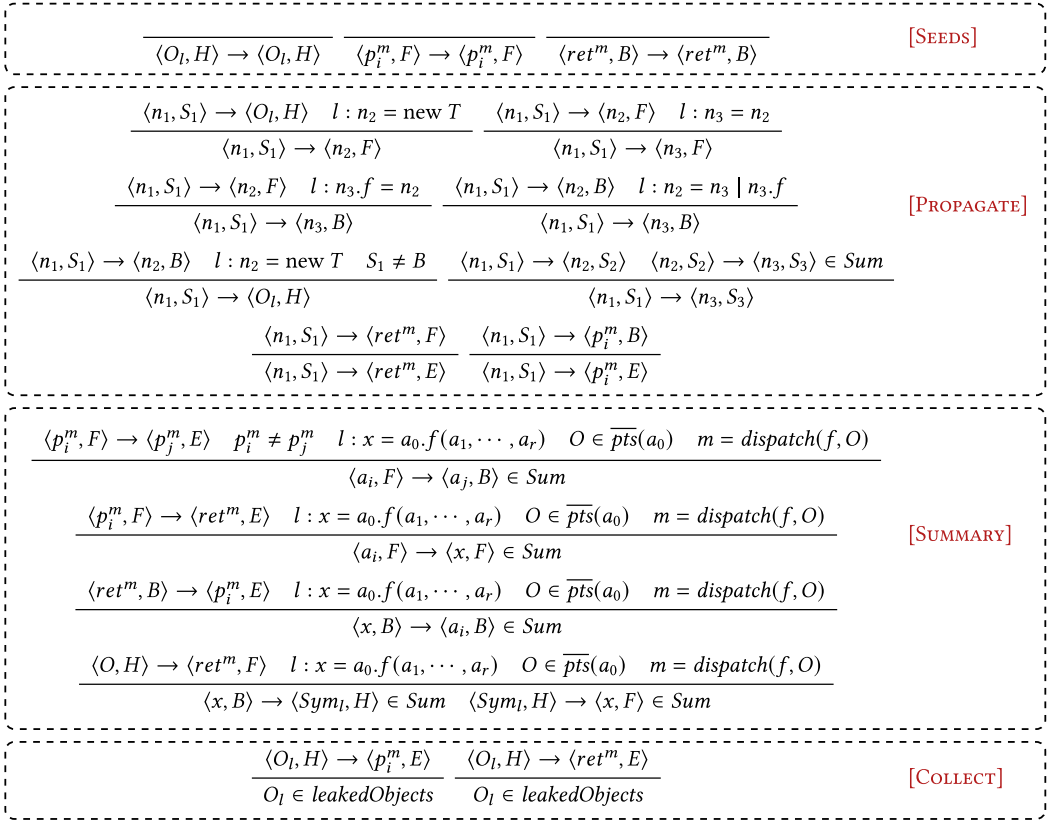 ⟨O_l, H⟩ → ⟨O_l, H⟩   ⟨p_i^m, F⟩ → ⟨p_i^m, F⟩   ⟨ret^m, B⟩ → ⟨ret^m, B⟩   [SEEDS]
⟨n_1, S_1⟩ → ⟨O_l, H⟩   l : n_2 = new T   ⟨n_1, S_1⟩ → ⟨n_2, F⟩   l : n_3 = n_2
⟨n_1, S_1⟩ → ⟨n_2, F⟩   ⟨n_1, S_1⟩ → ⟨n_3, F⟩
⟨n_1, S_1⟩ → ⟨n_2, F⟩   l : n_3.f = n_2   ⟨n_1, S_1⟩ → ⟨n_2, B⟩   l : n_2 = n_3 | n_3.f   [PROPAGATE]
⟨n_1, S_1⟩ → ⟨n_3, B⟩   ⟨n_1, S_1⟩ → ⟨n_3, B⟩
⟨n_1, S_1⟩ → ⟨n_2, B⟩   l : n_2 = new T   S_1 ≠ B   ⟨n_1, S_1⟩ → ⟨n_2, S_2⟩   ⟨n_2, S_2⟩ → ⟨n_3, S_3⟩ ∈ Sum
⟨n_1, S_1⟩ → ⟨O_l, H⟩   ⟨n_1, S_1⟩ → ⟨n_3, S_3⟩
⟨n_1, S_1⟩ → ⟨ret^m, F⟩   ⟨n_1, S_1⟩ → ⟨p_i^m, B⟩
⟨n_1, S_1⟩ → ⟨ret^m, E⟩   ⟨n_1, S_1⟩ → ⟨p_i^m, E⟩
⟨p_i^m, F⟩ → ⟨p_j^m, E⟩   p_i^m ≠ p_j^m   l : x = a_0.f(a_1, ⋯, a_r)   O ∈ \overline{pts}(a_0)   m = dispatch(f, O)
⟨a_i, F⟩ → ⟨a_j, B⟩ ∈ Sum
⟨p_i^m, F⟩ → ⟨ret^m, E⟩   l : x = a_0.f(a_1, ⋯, a_r)   O ∈ \overline{pts}(a_0)   m = dispatch(f, O)   [SUMMARY]
⟨a_i, F⟩ → ⟨x, F⟩ ∈ Sum
⟨ret^m, B⟩ → ⟨p_i^m, E⟩   l : x = a_0.f(a_1, ⋯, a_r)   O ∈ \overline{pts}(a_0)   m = dispatch(f, O)
⟨x, B⟩ → ⟨a_i, B⟩ ∈ Sum
⟨O, H⟩ → ⟨ret^m, F⟩   l : x = a_0.f(a_1, ⋯, a_r)   O ∈ \overline{pts}(a_0)   m = dispatch(f, O)
⟨x, B⟩ → ⟨Sym_l, H⟩ ∈ Sum   ⟨Sym_l, H⟩ → ⟨x, F⟩ ∈ Sum
⟨O_l, H⟩ → ⟨p_i^m, E⟩   ⟨O_l, H⟩ → ⟨ret^m, E⟩   [COLLECT]
O_l ∈ leakedObjects   O_l ∈ leakedObjects